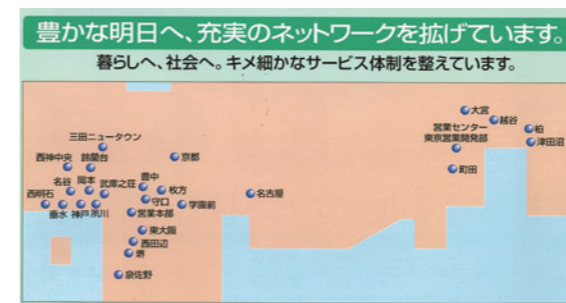 豊かな明日へ、充実のネットワークを拡げています。
暮らしへ、社会へ。キメ細かなサービス体制を整えています。
大宮
越谷
営業センター
東京営業開発部
柏
津田沼
町田
三田ニュータウン
西神中央
鈴蘭台
京都
名谷
岡本
武庫之荘
豊中
枚方
名古屋
西明石
垂水
神戸
夙川
守口
学園前
営業本部
東大阪
西田辺
堺
泉佐野